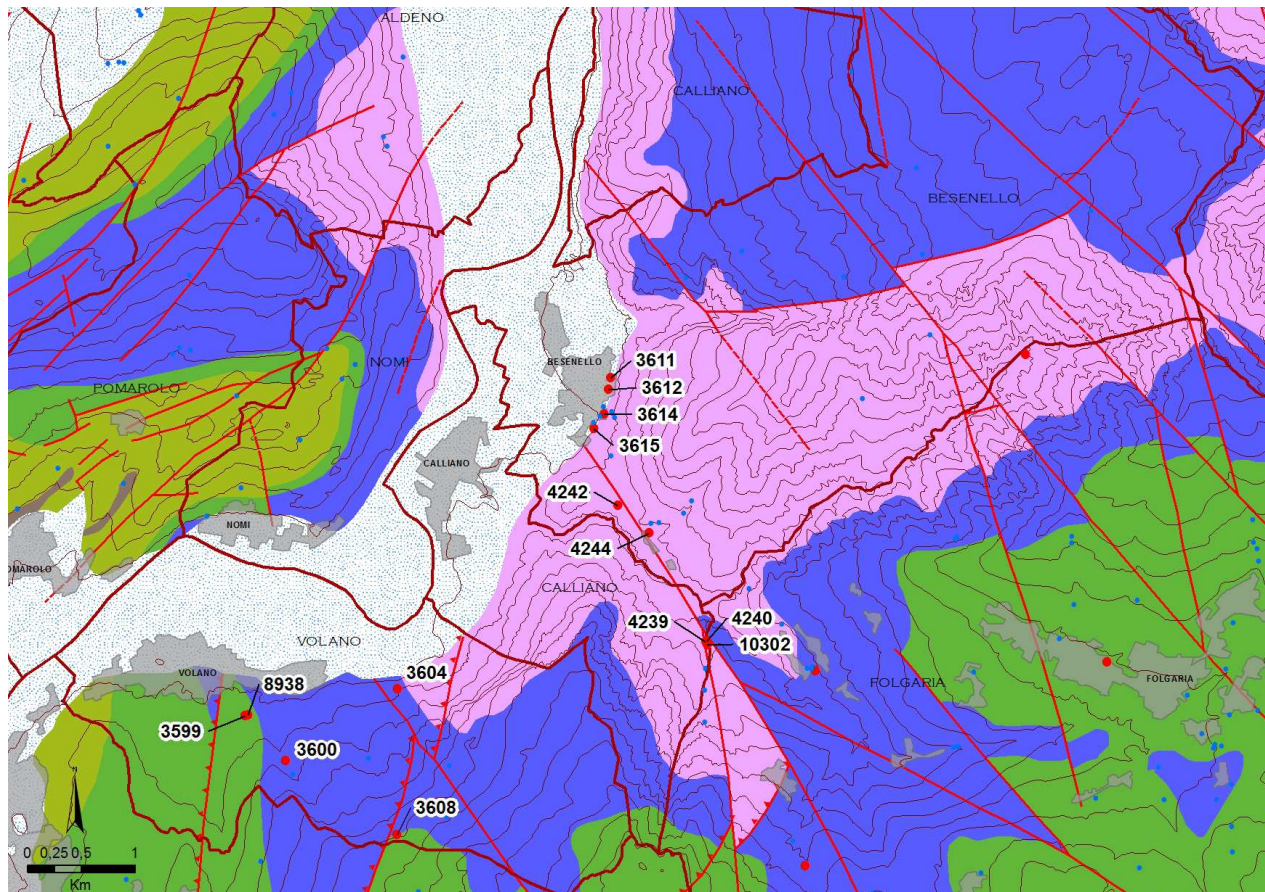 ALDENO
CALLIANO
BESENELLO
BESENELLO
3611
3612
NOMI
POMAROLO
3614
3615
CALLIANO
4242
NOMI
4244
CALLIANO
4239
4240
VOLANO
10302
3604
VOLANO
8938
FOLGARIA
FOLGARIA
3599
3600
3608
0 0,25 0,5 1
Km